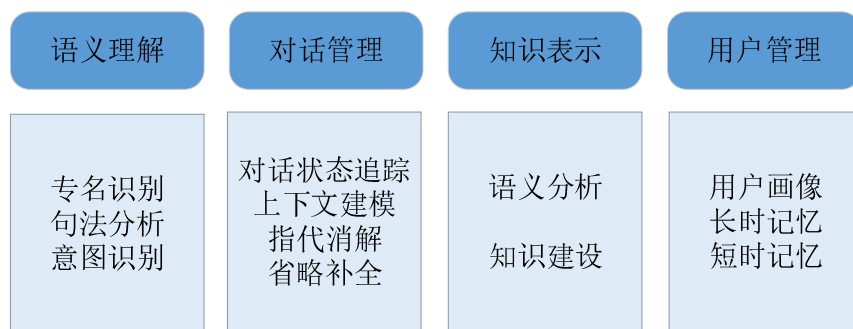 语义理解
对话管理
知识表示
用户管理
专名识别
句法分析
意图识别
对话状态追踪
上下文建模
指代消解
省略补全
语义分析
知识建设
用户画像
长时记忆
短时记忆